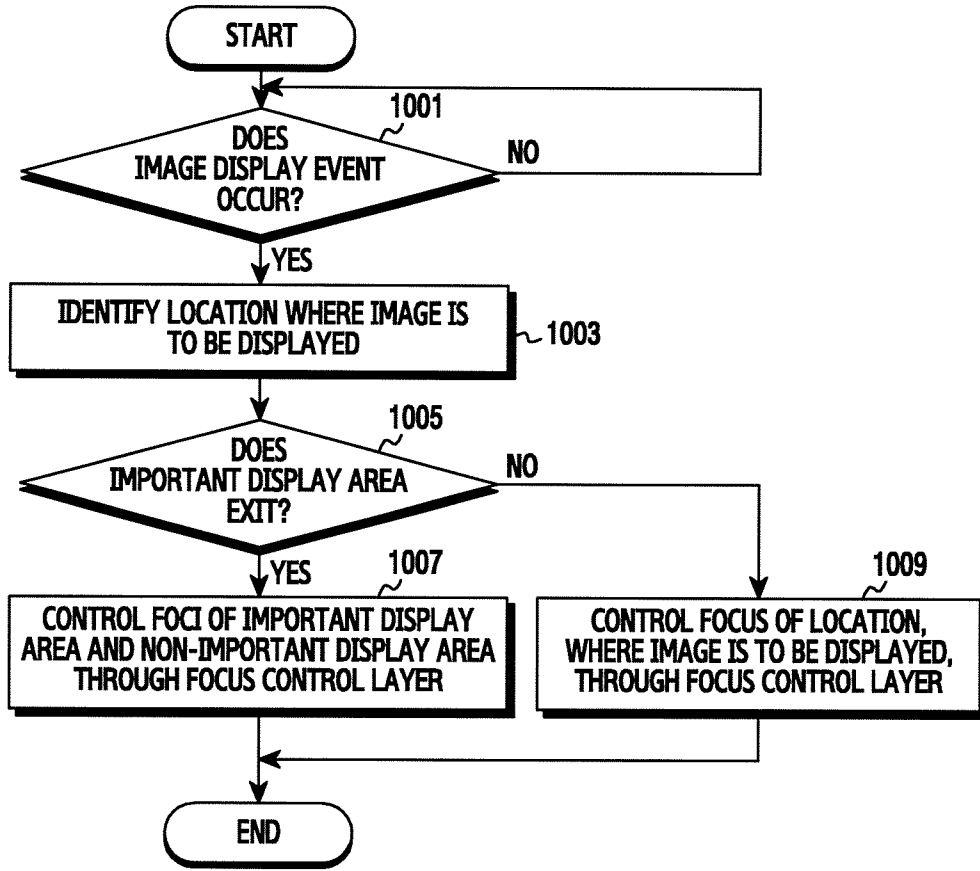 START
1001
DOES
IMAGE DISPLAY EVENT
OCCUR?
NO
YES
IDENTIFY LOCATION WHERE IMAGE IS
TO BE DISPLAYED
1003
1005
DOES
IMPORTANT DISPLAY AREA
EXIT?
NO
YES
1007
CONTROL FOCI OF IMPORTANT DISPLAY
AREA AND NON-IMPORTANT DISPLAY AREA
THROUGH FOCUS CONTROL LAYER
1009
CONTROL FOCUS OF LOCATION,
WHERE IMAGE IS TO BE DISPLAYED,
THROUGH FOCUS CONTROL LAYER
END